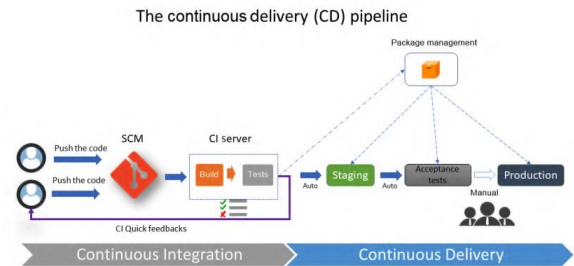 The continuous delivery (CD) pipeline
Package management
SCM
CI server
Push the code
Push the code
Build
Tests
Auto
Staging
Auto
Acceptance
tests
Manual
Production
CI Quick feedbacks
Continuous Integration
Continuous Delivery